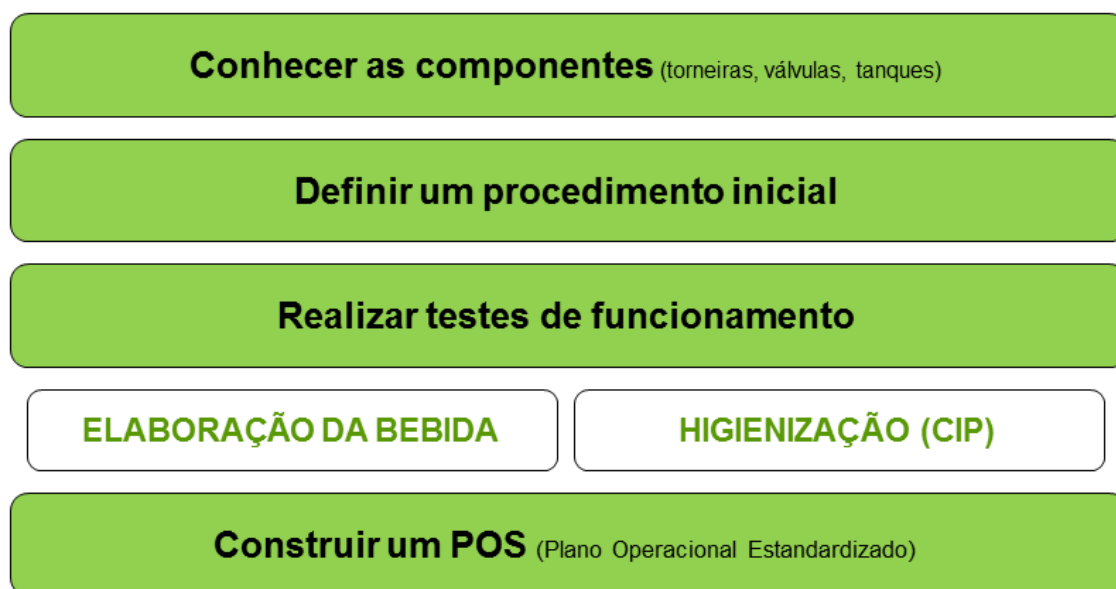 Conhecer as componentes (torneiras, válvulas, tanques)
Definir um procedimento inicial
Realizar testes de funcionamento
ELABORAÇÃO DA BEBIDA
HIGIENIZAÇÃO (CIP)
Construir um POS (Plano Operacional Estandardizado)